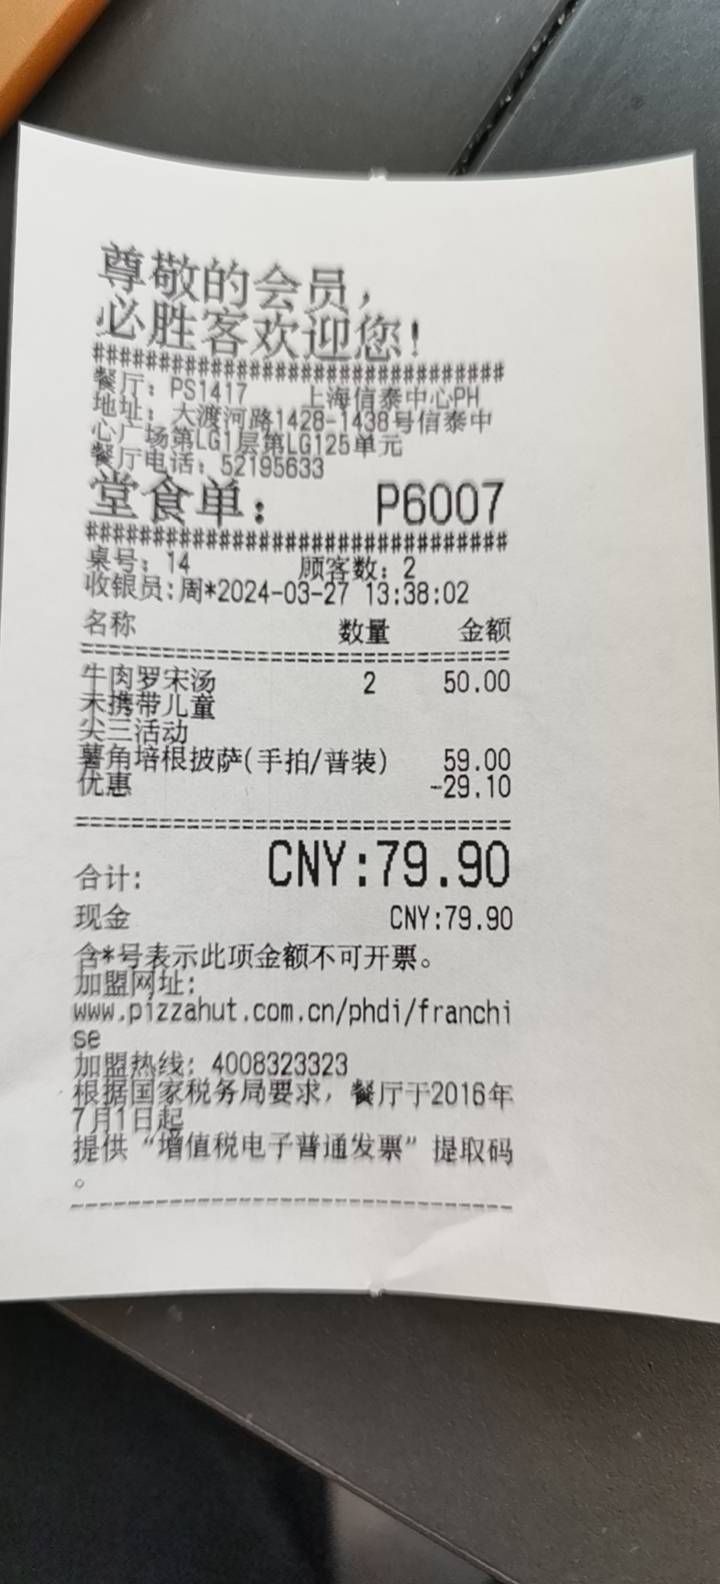 尊敬的会员，
必胜客欢迎您!
################################
餐厅: PS1417 上海信泰中心PH
地址: 大渡河路1428-1438号信泰中
心广场第LG1层第LG125单元
餐厅电话: 52195633
堂食单: P6007
################################
桌号: 14 顾客数: 2
收银员:周*2024-03-27 13:38:02
名称 数量 金额
================================
牛肉罗宋汤 2 50.00
未携带儿童
尖三活动
薯角培根披萨(手拍/普装) 59.00
优惠 -29.10
================================
合计: CNY:79.90
现金 CNY:79.90
含*号表示此项金额不可开票。
加盟网址:
www.pizzahut.com.cn/phdi/franchi
se
加盟热线: 4008323323
根据国家税务局要求，餐厅于2016年
7月1日起
提供“增值税电子普通发票”提取码
。
--------------------------------